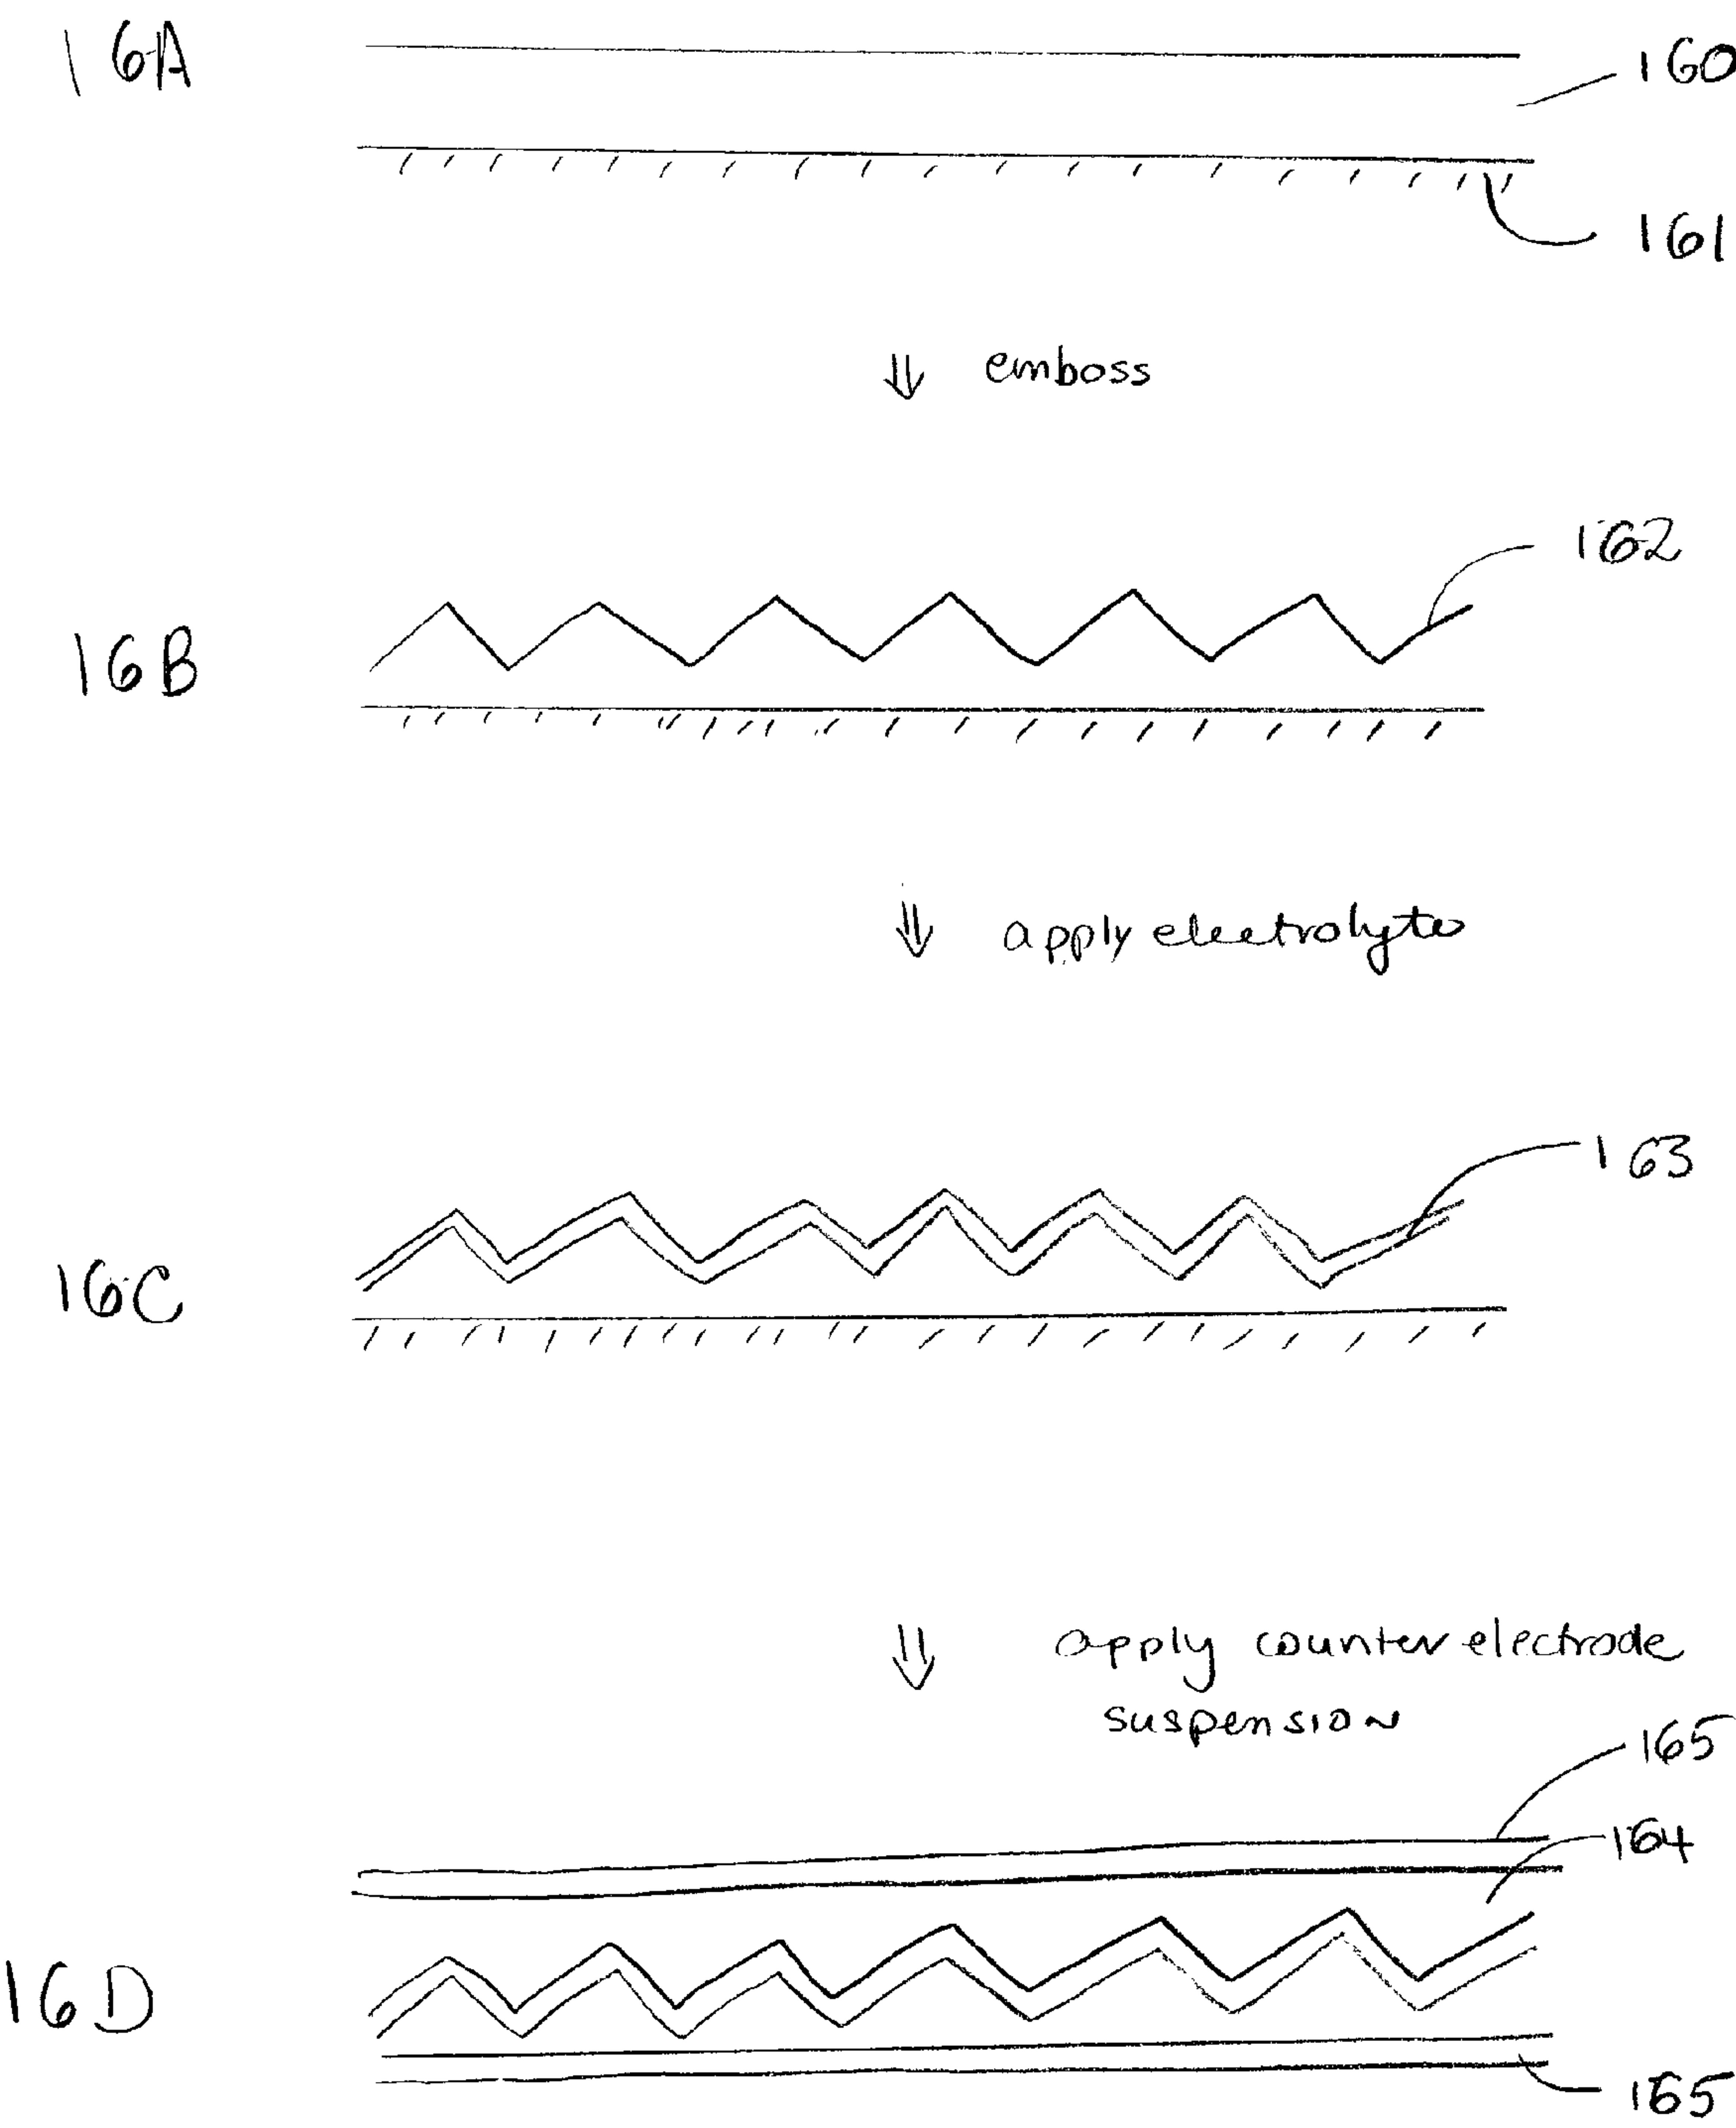 16A
160
161
⇓ emboss
162
16B
⇓ apply electrolyte
163
16C
⇓ apply counter electrode
suspension
165
164
16D
165